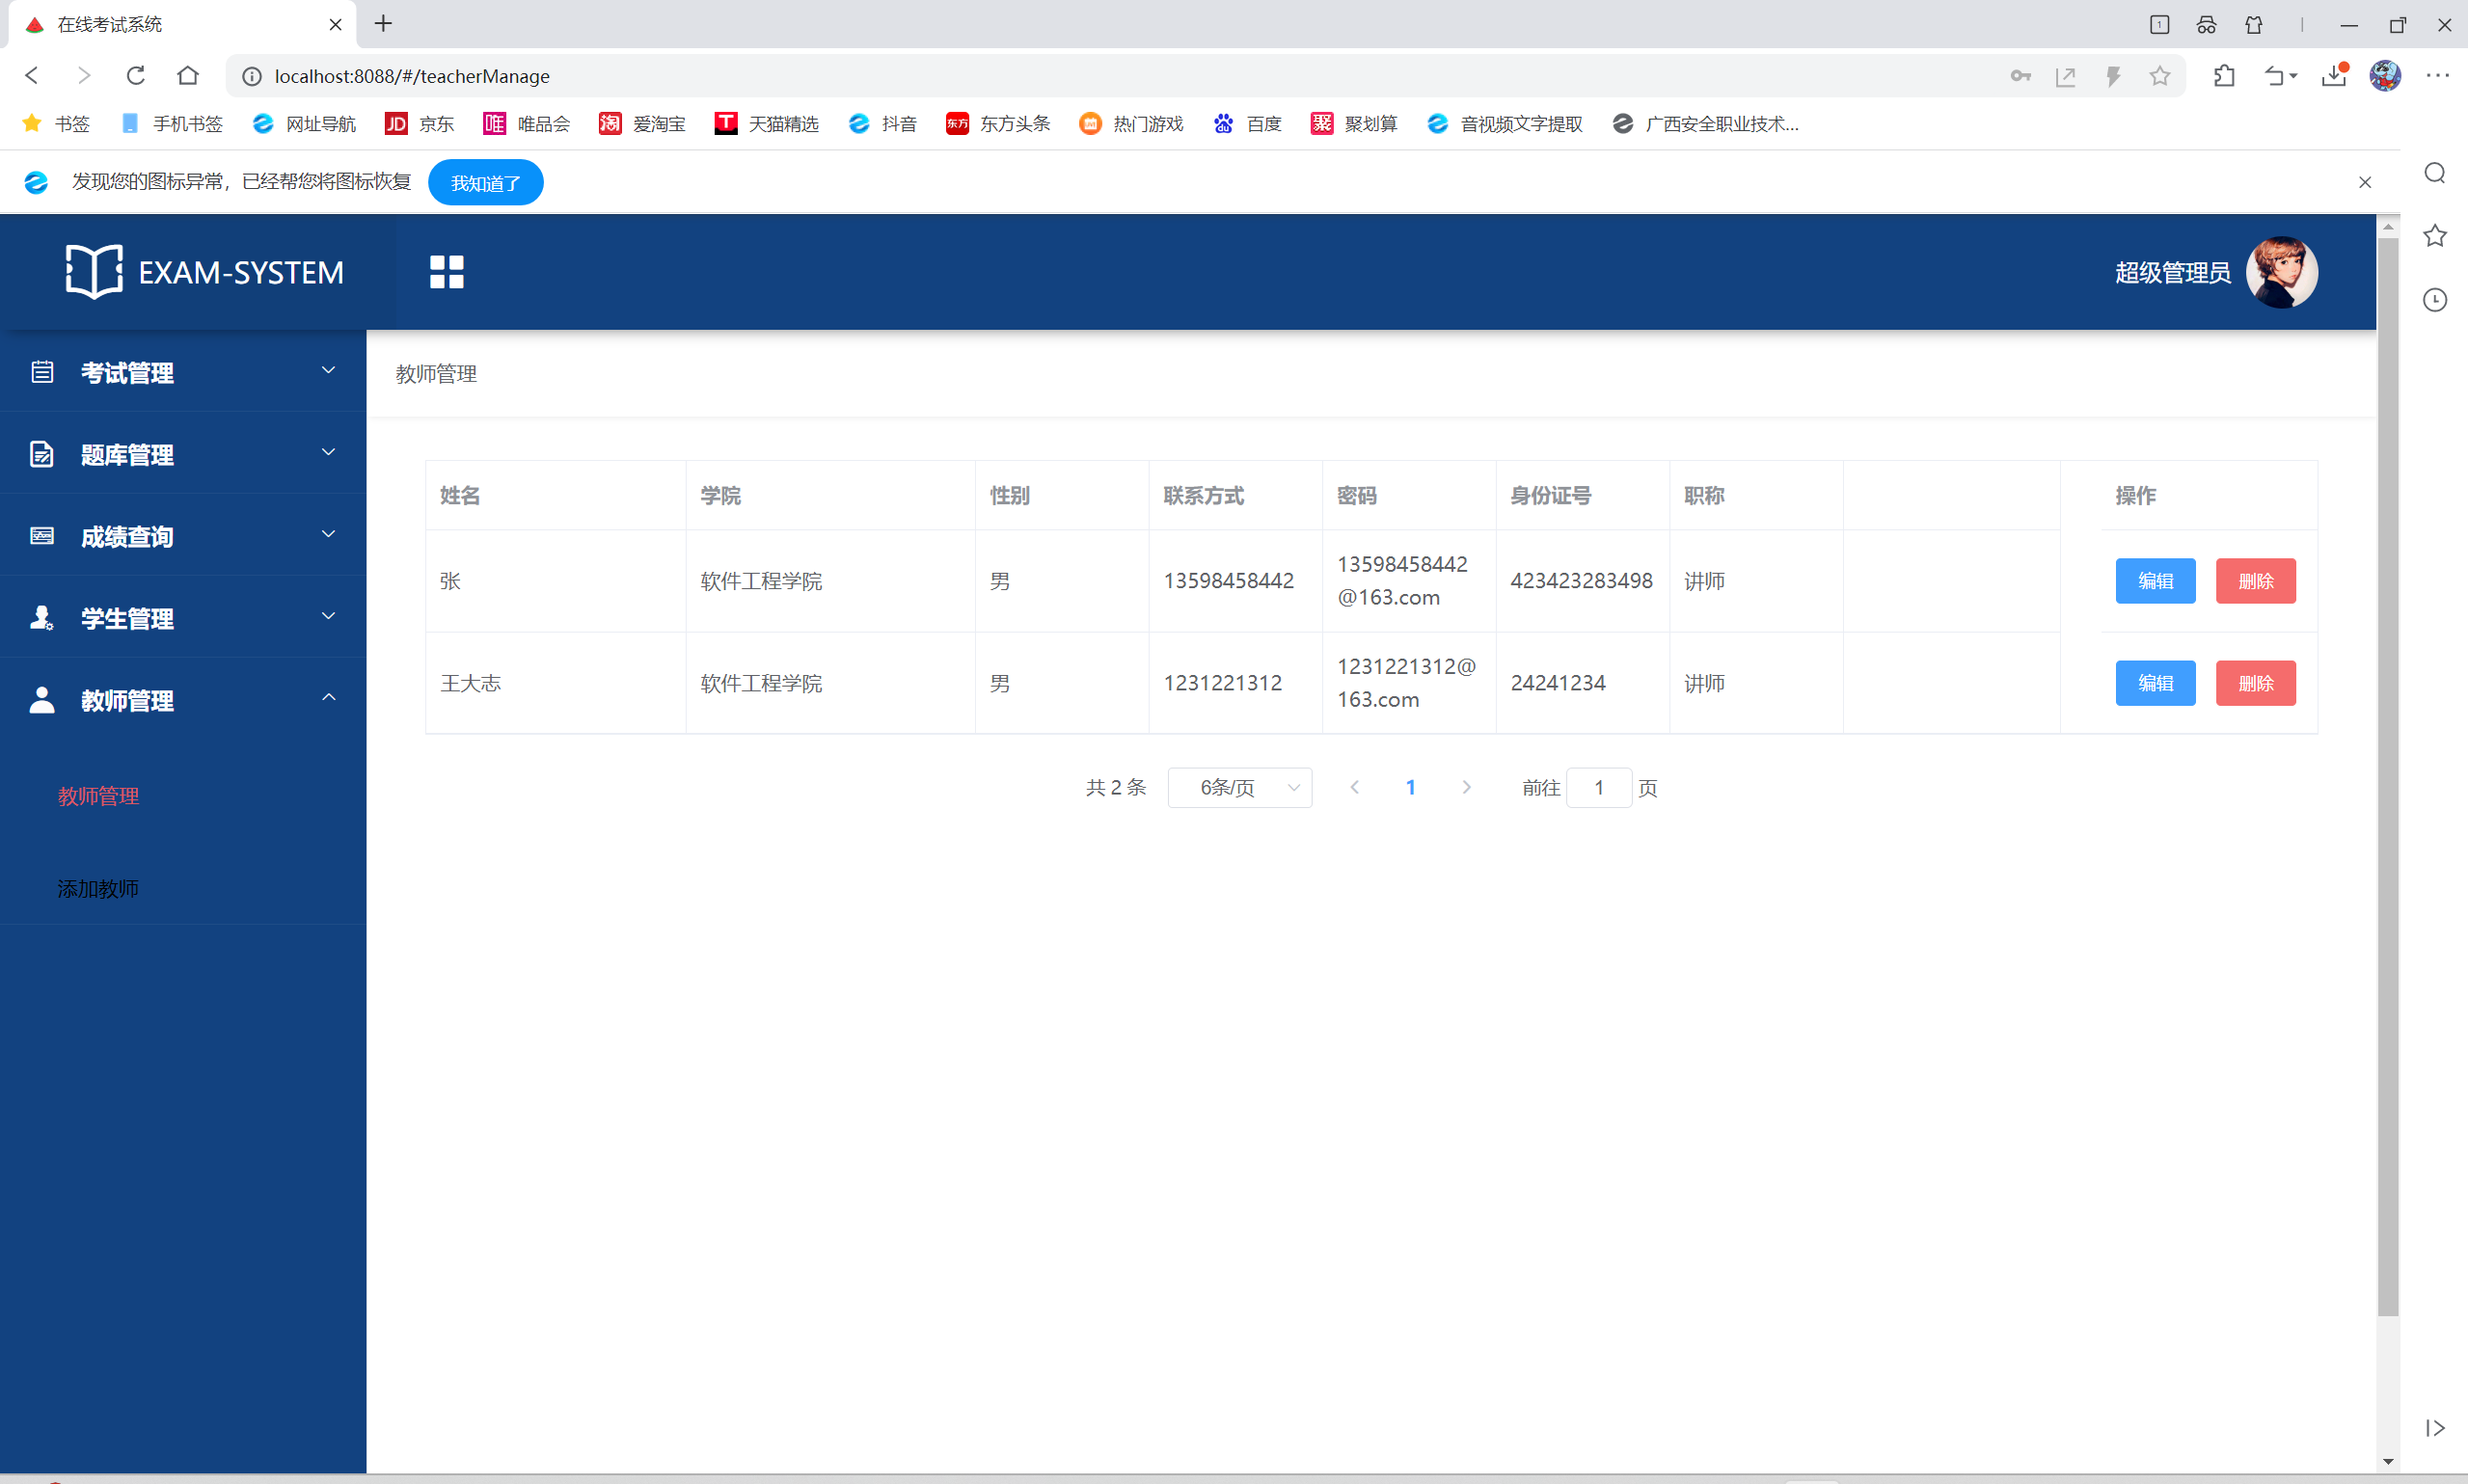 在线考试系统
localhost:8088/#/teacherManage
书签 手机书签 网址导航 JD 京东 唯 唯品会 淘 爱淘宝 T 天猫精选 抖音 东方 东方头条 热门游戏 du 百度 聚 聚划算 音视频文字提取 广西安全职业技术...
发现您的图标异常，已经帮您将图标恢复 我知道了
EXAM-SYSTEM 超级管理员
考试管理
题库管理
成绩查询
学生管理
教师管理
教师管理
添加教师
教师管理
姓名 学院 性别 联系方式 密码 身份证号 职称 操作
张 软件工程学院 男 13598458442 13598458442@163.com 423423283498 讲师 编辑 删除
王大志 软件工程学院 男 1231221312 1231221312@163.com 24241234 讲师 编辑 删除
共 2 条 6条/页 1 前往 1 页